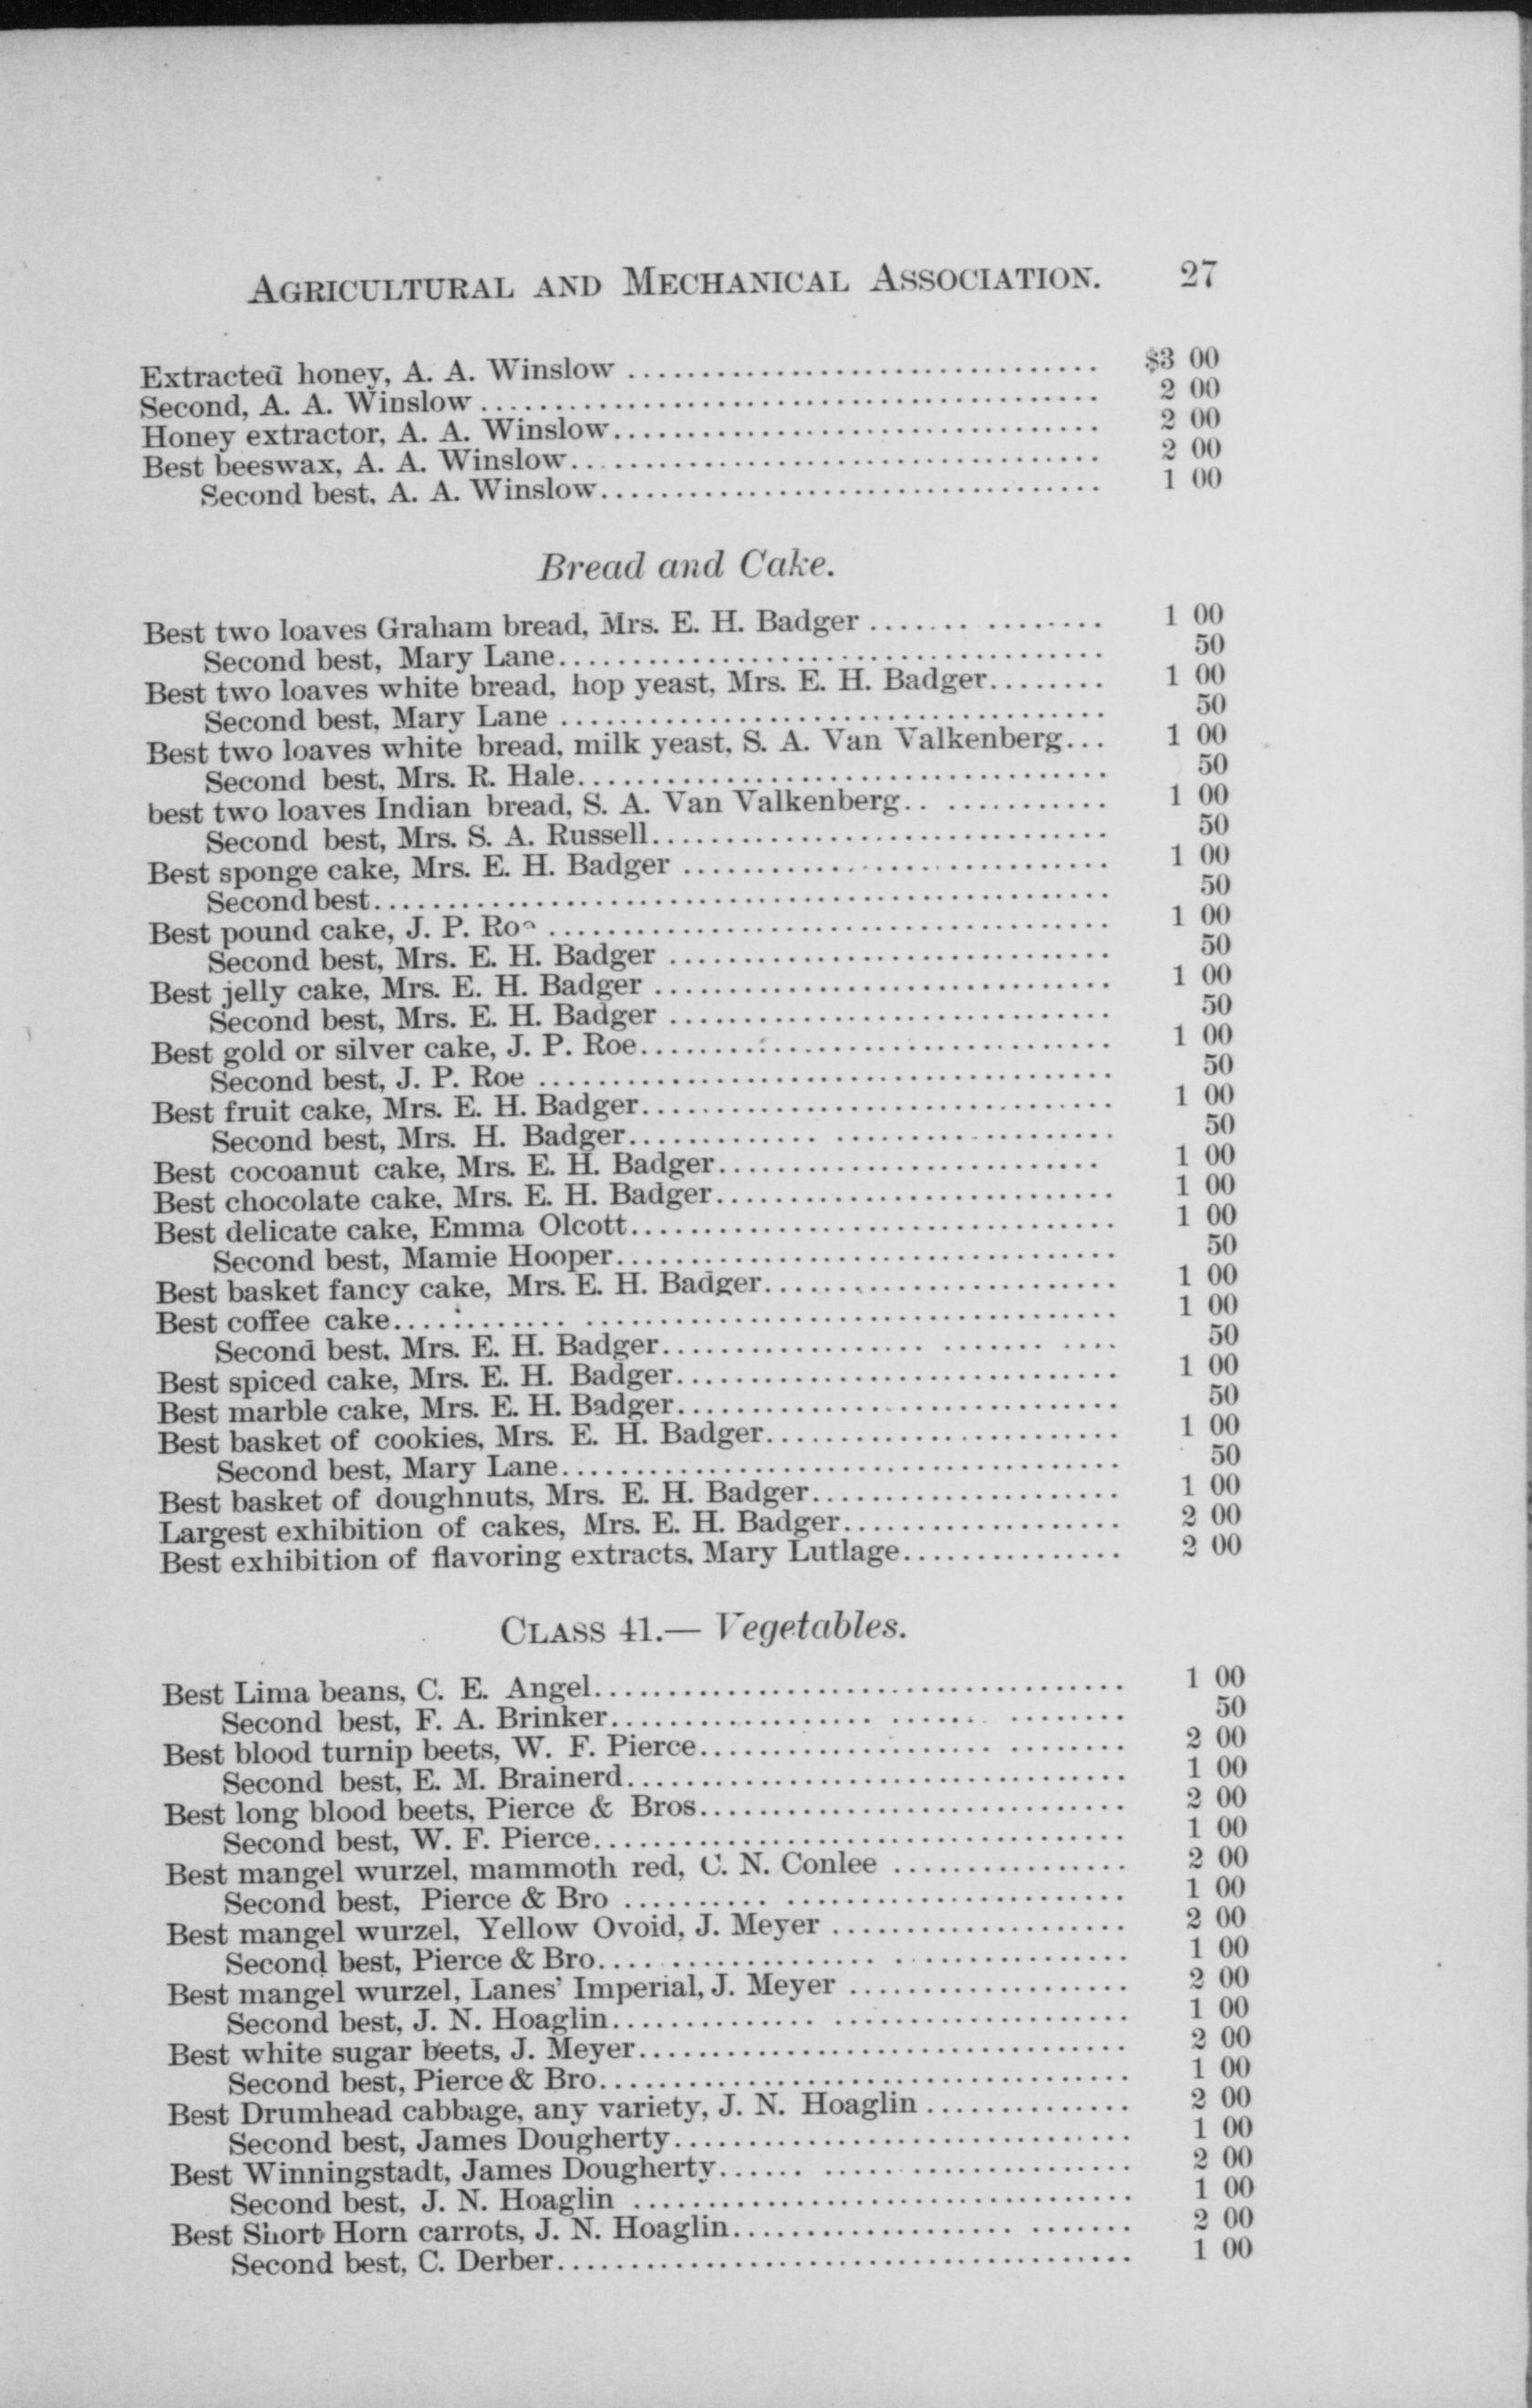 AGRICULTURAL AND MECHANICAL ASSOCIATION. 27
Extracted honey, A. A. Winslow ........ $3 00
Second, A. A. Winslow ........ 2 00
Honey extractor, A. A. Winslow ........ 2 00
Best beeswax, A. A. Winslow ........ 2 00
Second best, A. A. Winslow ........ 1 00
Bread and Cake.
Best two loaves Graham bread, Mrs. E. H. Badger ........ 1 00
Second best, Mary Lane ........ 50
Best two loaves white bread, hop yeast, Mrs. E. H. Badger ........ 1 00
Second best, Mary Lane ........ 50
Best two loaves white bread, milk yeast, S. A. Van Valkenberg... 1 00
Second best, Mrs. R. Hale ........ 50
best two loaves Indian bread, S. A. Van Valkenberg ........ 1 00
Second best, Mrs. S. A. Russell ........ 50
Best sponge cake, Mrs. E. H. Badger ........ 1 00
Second best ........ 50
Best pound cake, J. P. Roe ........ 1 00
Second best, Mrs. E. H. Badger ........ 50
Best jelly cake, Mrs. E. H. Badger ........ 1 00
Second best, Mrs. E. H. Badger ........ 50
Best gold or silver cake, J. P. Roe ........ 1 00
Second best, J. P. Roe ........ 50
Best fruit cake, Mrs. E. H. Badger ........ 1 00
Second best, Mrs. H. Badger ........ 50
Best cocoanut cake, Mrs. E. H. Badger ........ 1 00
Best chocolate cake, Mrs. E. H. Badger ........ 1 00
Best delicate cake, Emma Olcott ........ 1 00
Second best, Mamie Hooper ........ 50
Best basket fancy cake, Mrs. E. H. Badger ........ 1 00
Best coffee cake ........ 1 00
Second best, Mrs. E. H. Badger ........ 50
Best spiced cake, Mrs. E. H. Badger ........ 1 00
Best marble cake, Mrs. E. H. Badger ........ 50
Best basket of cookies, Mrs. E. H. Badger ........ 1 00
Second best, Mary Lane ........ 50
Best basket of doughnuts, Mrs. E. H. Badger ........ 1 00
Largest exhibition of cakes, Mrs. E. H. Badger ........ 2 00
Best exhibition of flavoring extracts, Mary Lutlage ........ 2 00
CLASS 41.— Vegetables.
Best Lima beans, C. E. Angel ........ 1 00
Second best, F. A. Brinker ........ 50
Best blood turnip beets, W. F. Pierce ........ 2 00
Second best, E. M. Brainerd ........ 1 00
Best long blood beets, Pierce & Bros ........ 2 00
Second best, W. F. Pierce ........ 1 00
Best mangel wurzel, mammoth red, C. N. Conlee ........ 2 00
Second best, Pierce & Bro ........ 1 00
Best mangel wurzel, Yellow Ovoid, J. Meyer ........ 2 00
Second best, Pierce & Bro ........ 1 00
Best mangel wurzel, Lanes' Imperial, J. Meyer ........ 2 00
Second best, J. N. Hoaglin ........ 1 00
Best white sugar beets, J. Meyer ........ 2 00
Second best, Pierce & Bro ........ 1 00
Best Drumhead cabbage, any variety, J. N. Hoaglin ........ 2 00
Second best, James Dougherty ........ 1 00
Best Winningstadt, James Dougherty ........ 2 00
Second best, J. N. Hoaglin ........ 1 00
Best Short Horn carrots, J. N. Hoaglin ........ 2 00
Second best, C. Derber ........ 1 00